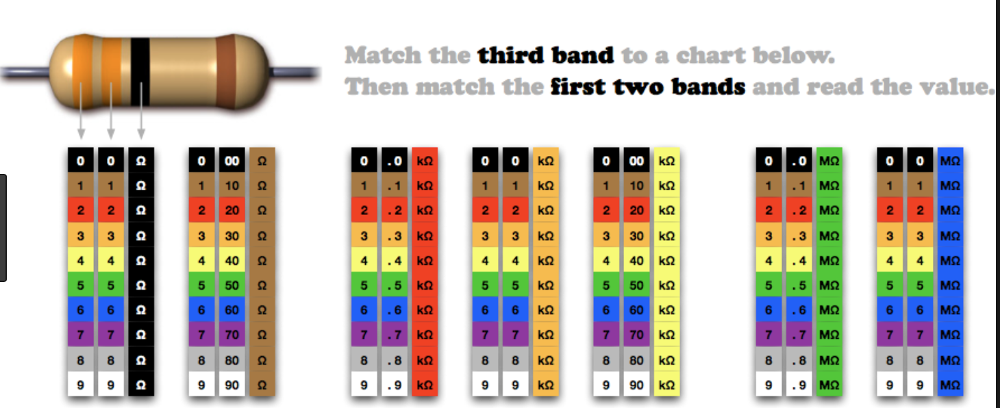 Match the third band to a chart below.
Then match the first two bands and read the value.
0 0 Ω 0 00 Ω 0 .0 kΩ 0 0 kΩ 0 00 kΩ 0 .0 MΩ 0 0 MΩ
1 1 Ω 1 10 Ω 1 .1 kΩ 1 1 kΩ 1 10 kΩ 1 .1 MΩ 1 1 MΩ
2 2 Ω 2 20 Ω 2 .2 kΩ 2 2 kΩ 2 20 kΩ 2 .2 MΩ 2 2 MΩ
3 3 Ω 3 30 Ω 3 .3 kΩ 3 3 kΩ 3 30 kΩ 3 .3 MΩ 3 3 MΩ
4 4 Ω 4 40 Ω 4 .4 kΩ 4 4 kΩ 4 40 kΩ 4 .4 MΩ 4 4 MΩ
5 5 Ω 5 50 Ω 5 .5 kΩ 5 5 kΩ 5 50 kΩ 5 .5 MΩ 5 5 MΩ
6 6 Ω 6 60 Ω 6 .6 kΩ 6 6 kΩ 6 60 kΩ 6 .6 MΩ 6 6 MΩ
7 7 Ω 7 70 Ω 7 .7 kΩ 7 7 kΩ 7 70 kΩ 7 .7 MΩ 7 7 MΩ
8 8 Ω 8 80 Ω 8 .8 kΩ 8 8 kΩ 8 80 kΩ 8 .8 MΩ 8 8 MΩ
9 9 Ω 9 90 Ω 9 .9 kΩ 9 9 kΩ 9 90 kΩ 9 .9 MΩ 9 9 MΩ